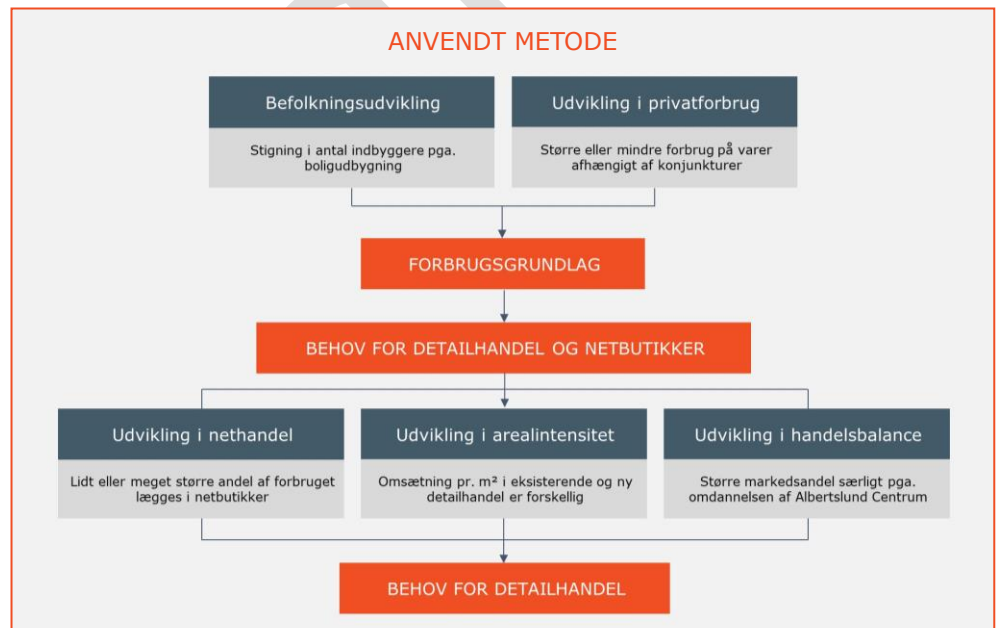 ANVENDT METODE
Befolkningsudvikling
Stigning i antal indbyggere pga.
boligudbygning
Udvikling i privatforbrug
Større eller mindre forbrug på varer
afhængigt af konjunkturer
FORBRUGSGRUNDLAG
BEHOV FOR DETAILHANDEL OG NETBUTIKKER
Udvikling i nethandel
Lidt eller meget større andel af forbruget
lægges i netbutikker
Udvikling i arealintensitet
Omsætning pr. m² i eksisterende og ny
detailhandel er forskellig
Udvikling i handelsbalance
Større markedsandel særligt pga.
omdannelsen af Albertslund Centrum
BEHOV FOR DETAILHANDEL